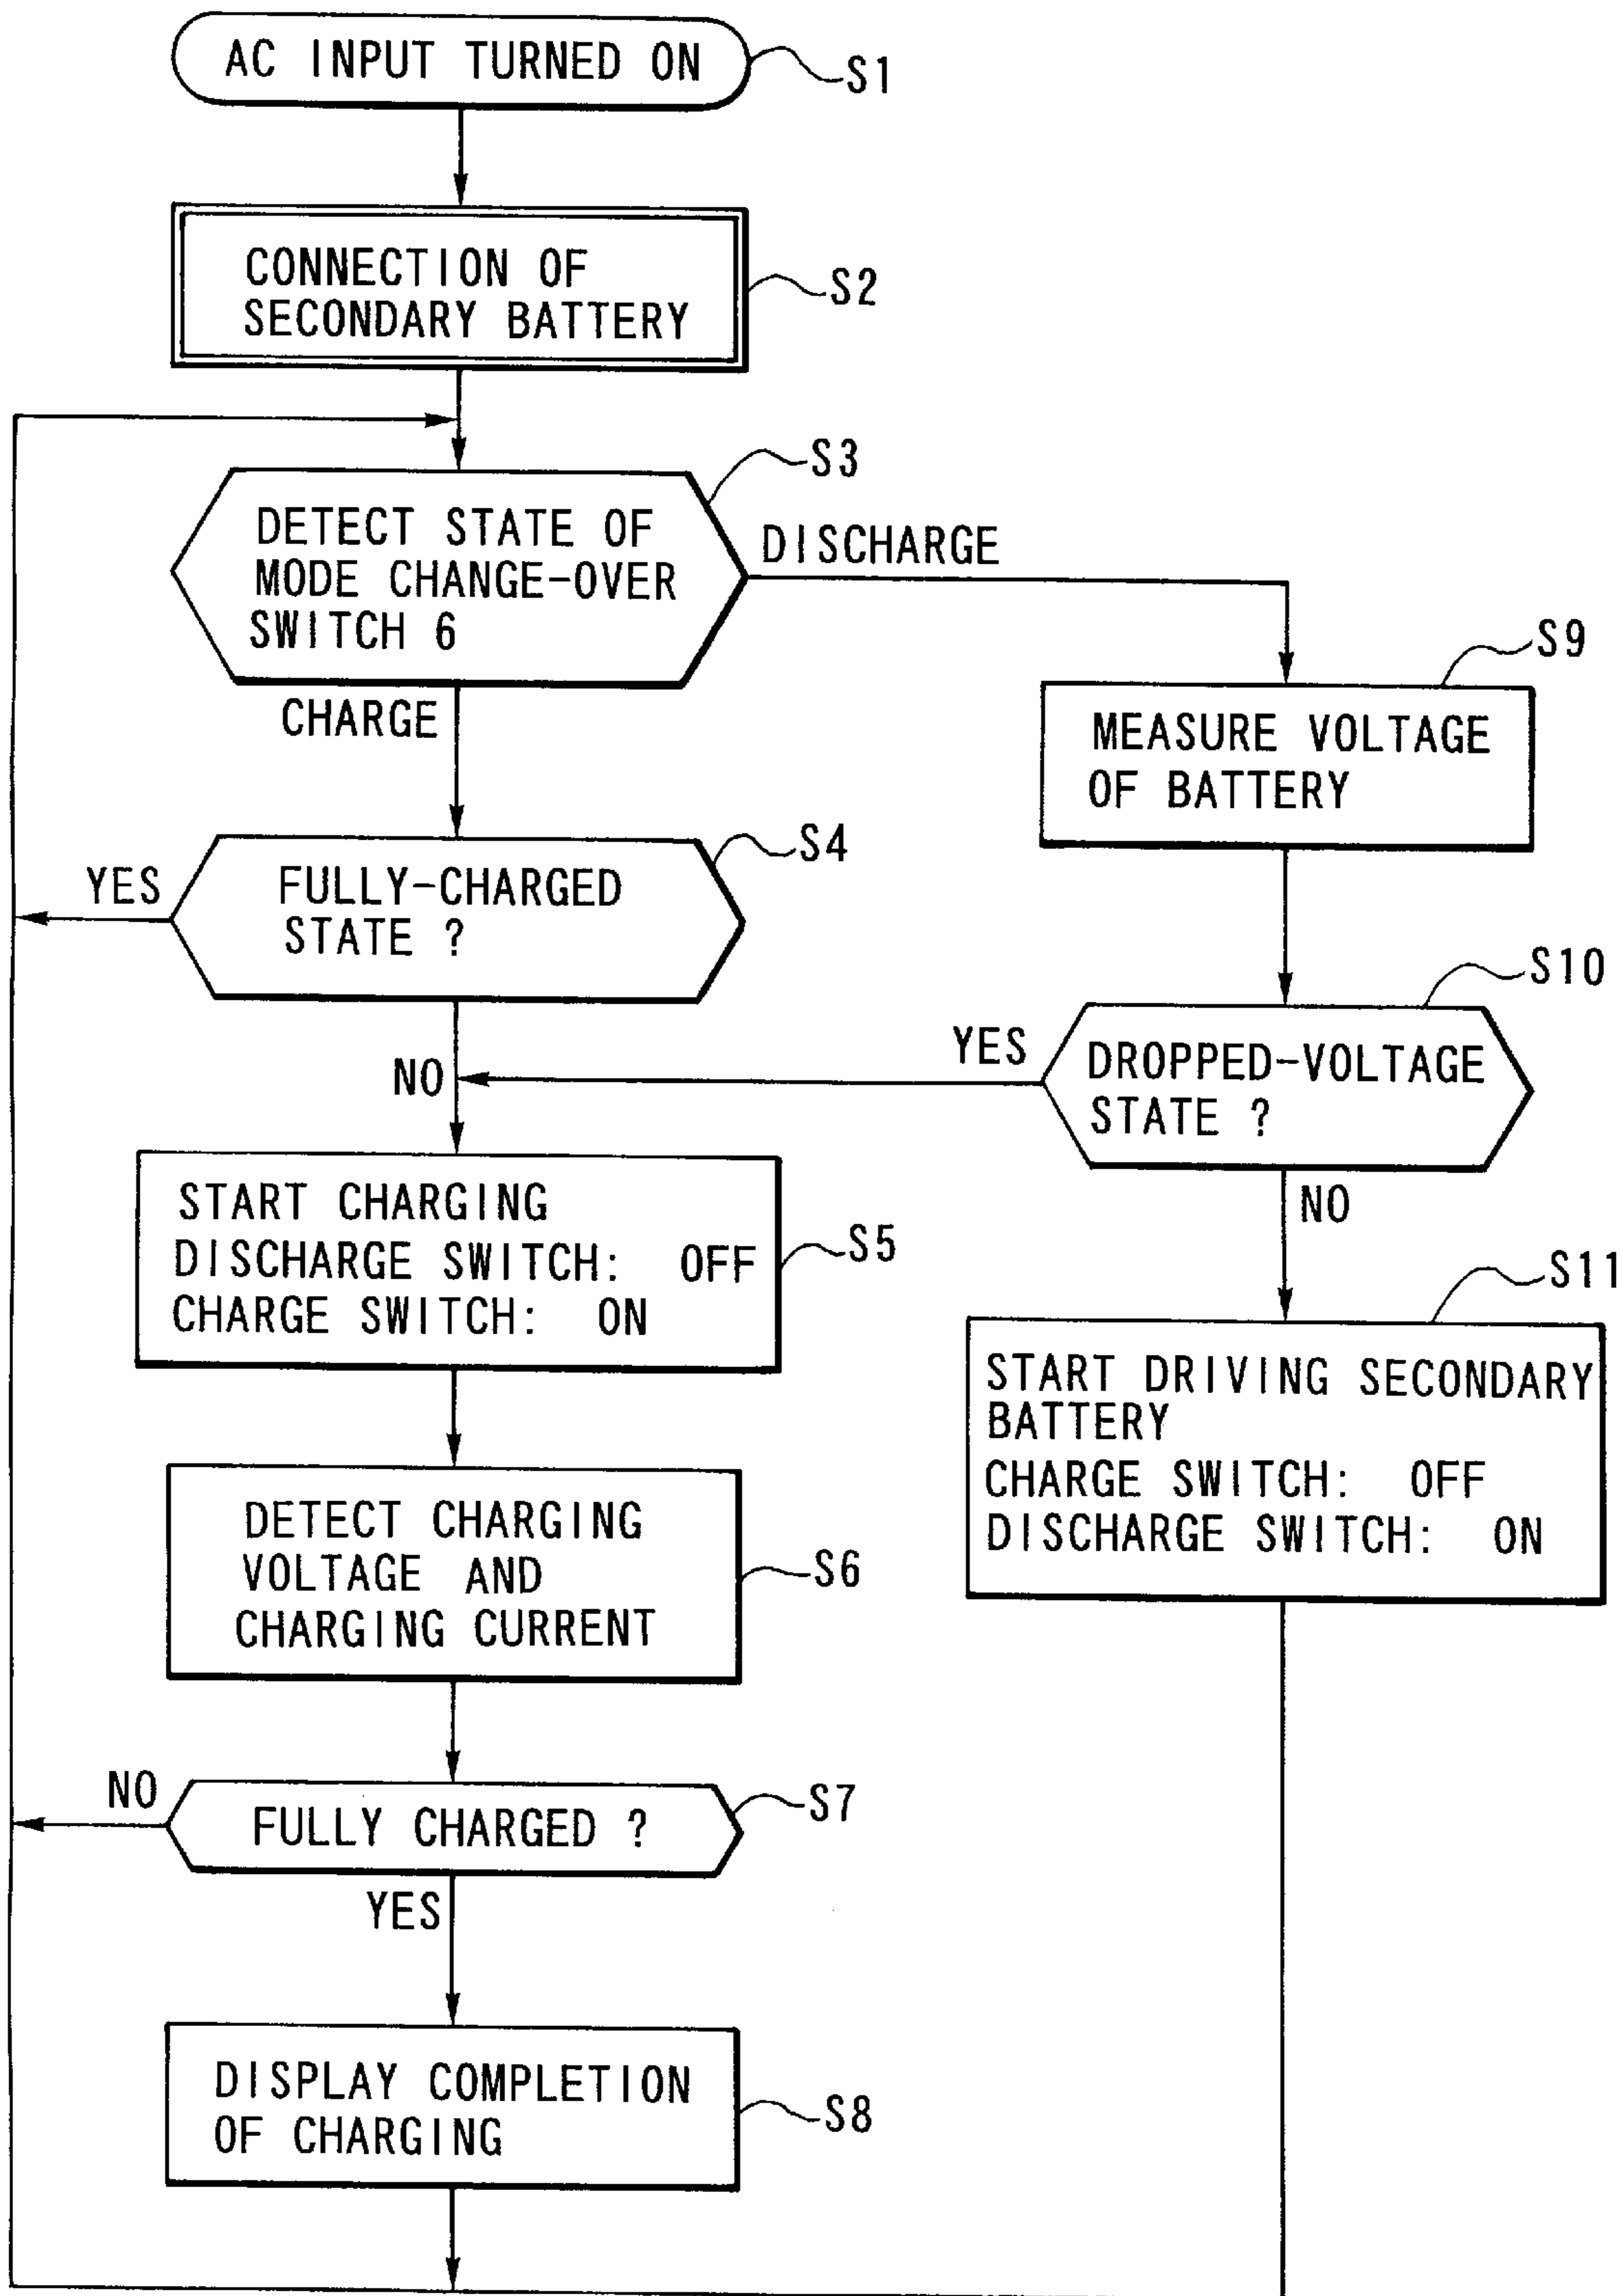 AC INPUT TURNED ON
S1
CONNECTION OF
SECONDARY BATTERY
S2
DETECT STATE OF
MODE CHANGE-OVER
SWITCH 6
S3
DISCHARGE
CHARGE
FULLY-CHARGED
STATE ?
S4
YES
NO
START CHARGING
DISCHARGE SWITCH: OFF
CHARGE SWITCH: ON
S5
DETECT CHARGING
VOLTAGE AND
CHARGING CURRENT
S6
FULLY CHARGED ?
S7
NO
YES
DISPLAY COMPLETION
OF CHARGING
S8
MEASURE VOLTAGE
OF BATTERY
S9
DROPPED-VOLTAGE
STATE ?
S10
YES
NO
START DRIVING SECONDARY
BATTERY
CHARGE SWITCH: OFF
DISCHARGE SWITCH: ON
S11